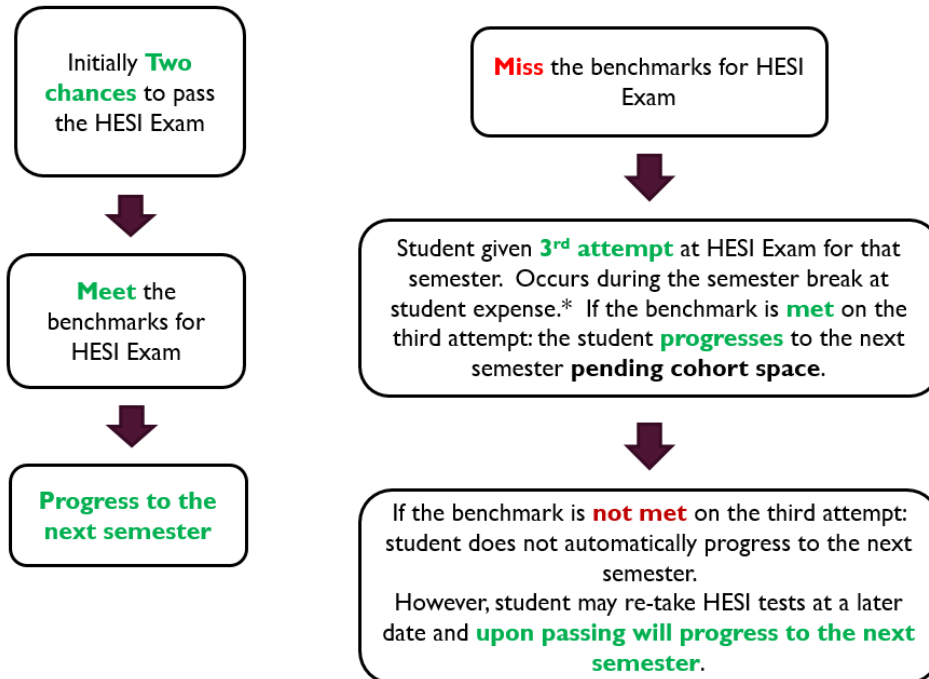 Initially Two
chances to pass
the HESI Exam
Meet the
benchmarks for
HESI Exam
Progress to the
next semester
Miss the benchmarks for HESI
Exam
Student given 3rd attempt at HESI Exam for that
semester. Occurs during the semester break at
student expense.* If the benchmark is met on the
third attempt: the student progresses to the next
semester pending cohort space.
If the benchmark is not met on the third attempt:
student does not automatically progress to the next
semester.
However, student may re-take HESI tests at a later
date and upon passing will progress to the next
semester.